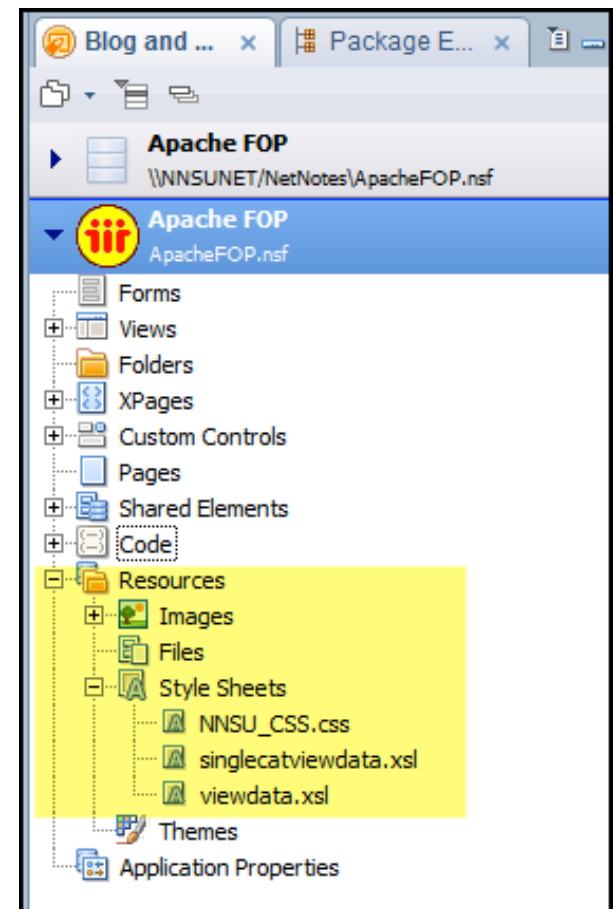 Blog and ... Package E...
Apache FOP
\\NNSUNET/NetNotes\ApacheFOP.nsf
Apache FOP
ApacheFOP.nsf
Forms
Views
Folders
XPages
Custom Controls
Pages
Shared Elements
Code
Resources
Images
Files
Style Sheets
NNSU_CSS.css
singlecatviewdata.xsl
viewdata.xsl
Themes
Application Properties